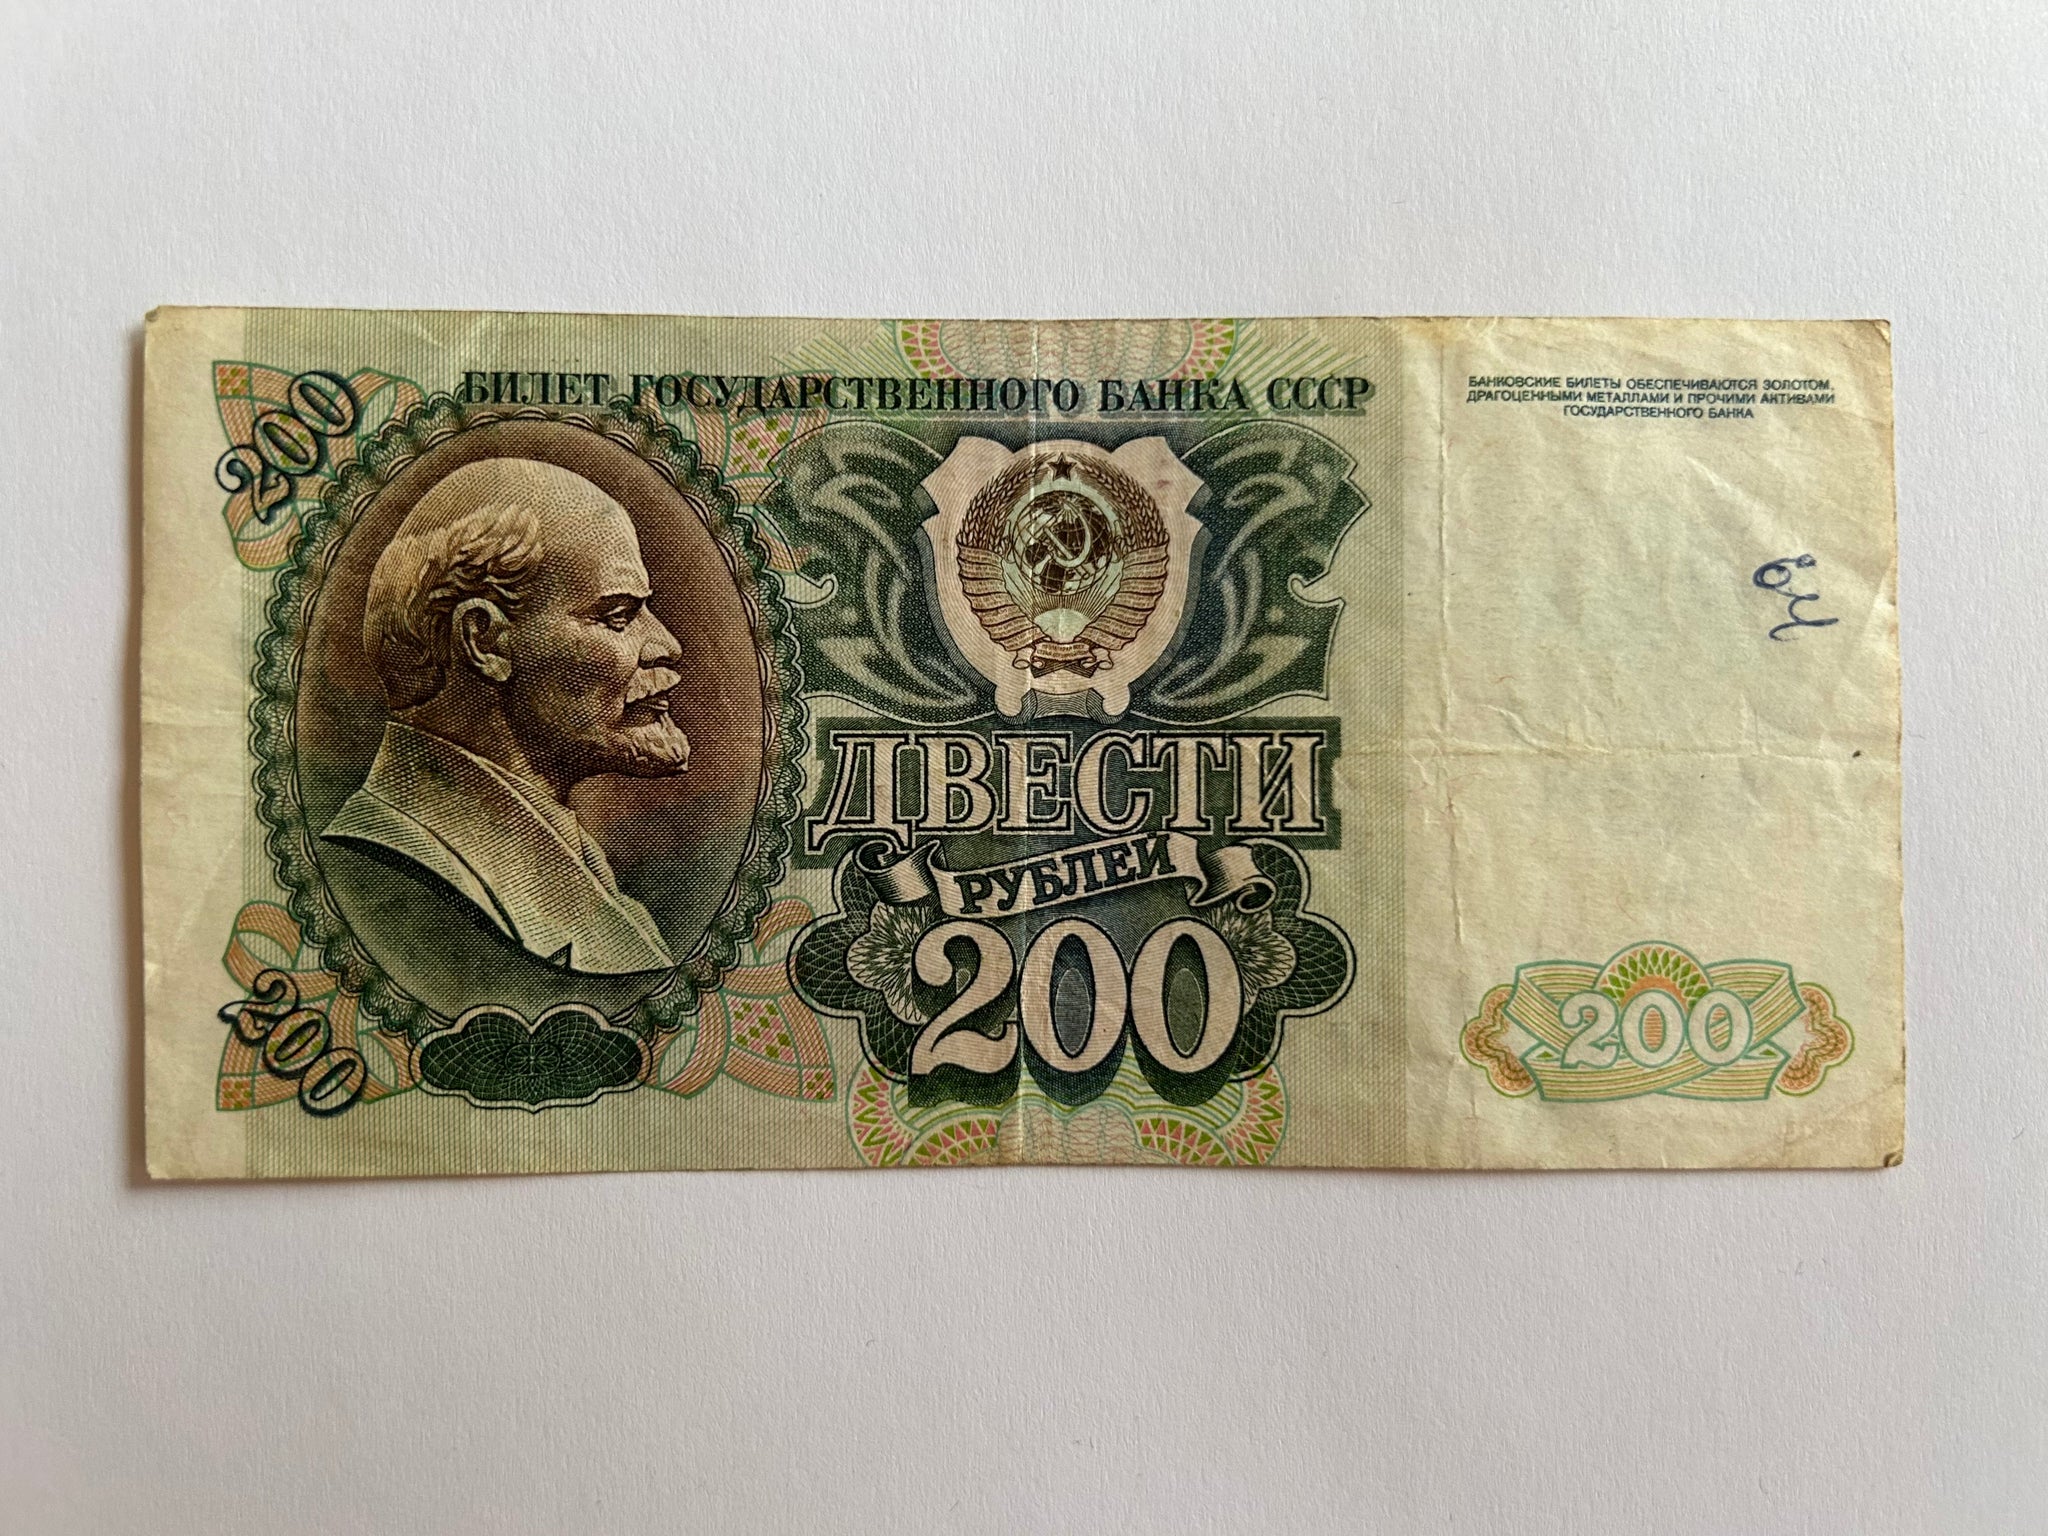 200
БИЛЕТ ГОСУДАРСТВЕННОГО БАНКА СССР
БАНКОВСКИЕ БИЛЕТЫ ОБЕСПЕЧИВАЮТСЯ ЗОЛОТОМ,
ДРАГОЦЕННЫМИ МЕТАЛЛАМИ И ПРОЧИМИ АКТИВАМИ
ГОСУДАРСТВЕННОГО БАНКА
ДВЕСТИ
РУБЛЕЙ
200
200
200